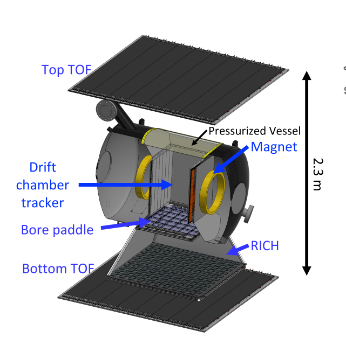 Top TOF
Pressurized Vessel
Magnet
Drift
chamber
tracker
2.3 m
Bore paddle
RICH
Bottom TOF